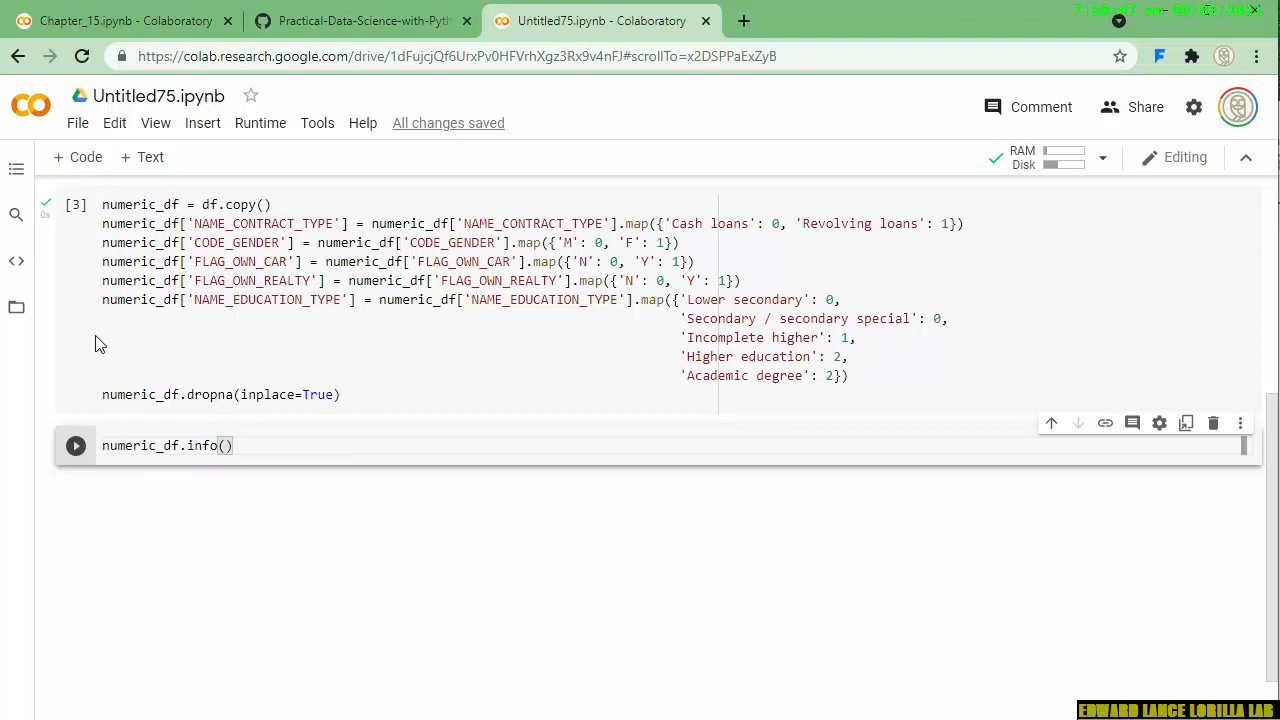 Chapter_15.ipynb - Colaboratory
Practical-Data-Science-with-Pyth
Untitled75.ipynb - Colaboratory
https://colab.research.google.com/drive/1dFujcjQf6UrxPv0HFVrhXgz3Rx9v4nFJ#scrollTo=x2DSPPaExZyB
Untitled75.ipynb
Comment
Share
File Edit View Insert Runtime Tools Help All changes saved
+ Code + Text
RAM
Disk
Editing
[3] numeric_df = df.copy()
0s
numeric_df['NAME_CONTRACT_TYPE'] = numeric_df['NAME_CONTRACT_TYPE'].map({'Cash loans': 0, 'Revolving loans': 1})
numeric_df['CODE_GENDER'] = numeric_df['CODE_GENDER'].map({'M': 0, 'F': 1})
numeric_df['FLAG_OWN_CAR'] = numeric_df['FLAG_OWN_CAR'].map({'N': 0, 'Y': 1})
numeric_df['FLAG_OWN_REALTY'] = numeric_df['FLAG_OWN_REALTY'].map({'N': 0, 'Y': 1})
numeric_df['NAME_EDUCATION_TYPE'] = numeric_df['NAME_EDUCATION_TYPE'].map({'Lower secondary': 0,
'Secondary / secondary special': 0,
'Incomplete higher': 1,
'Higher education': 2,
'Academic degree': 2})
numeric_df.dropna(inplace=True)
numeric_df.info()
EDWARD LANCE LORILLA LAB